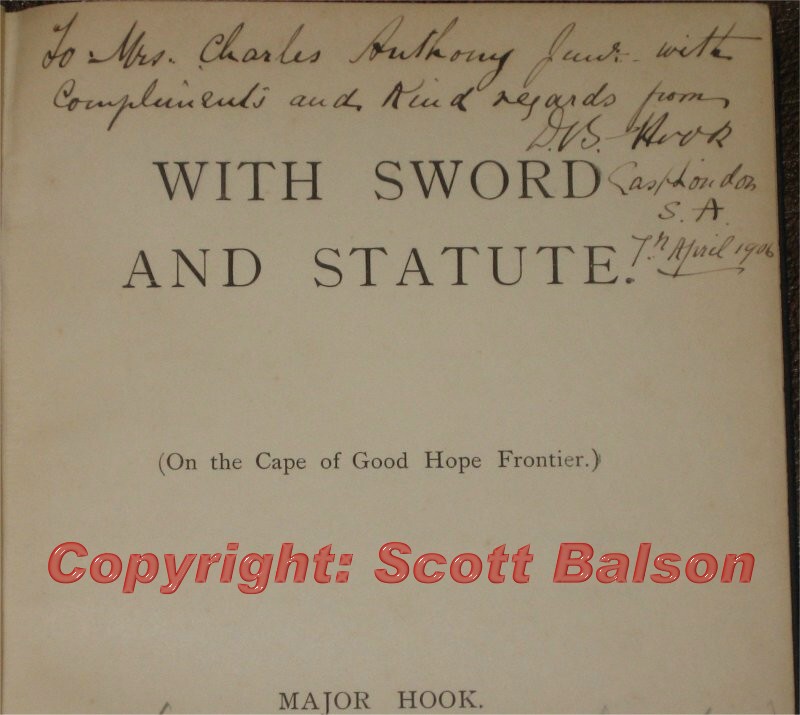 To Mrs. Charles Anthony Junr. with
Compliments and Kind regards from
D.B. Hook
East London
S. A.
7th April 1906
WITH SWORD
AND STATUTE.
(On the Cape of Good Hope Frontier.)
Copyright: Scott Balson
MAJOR HOOK.